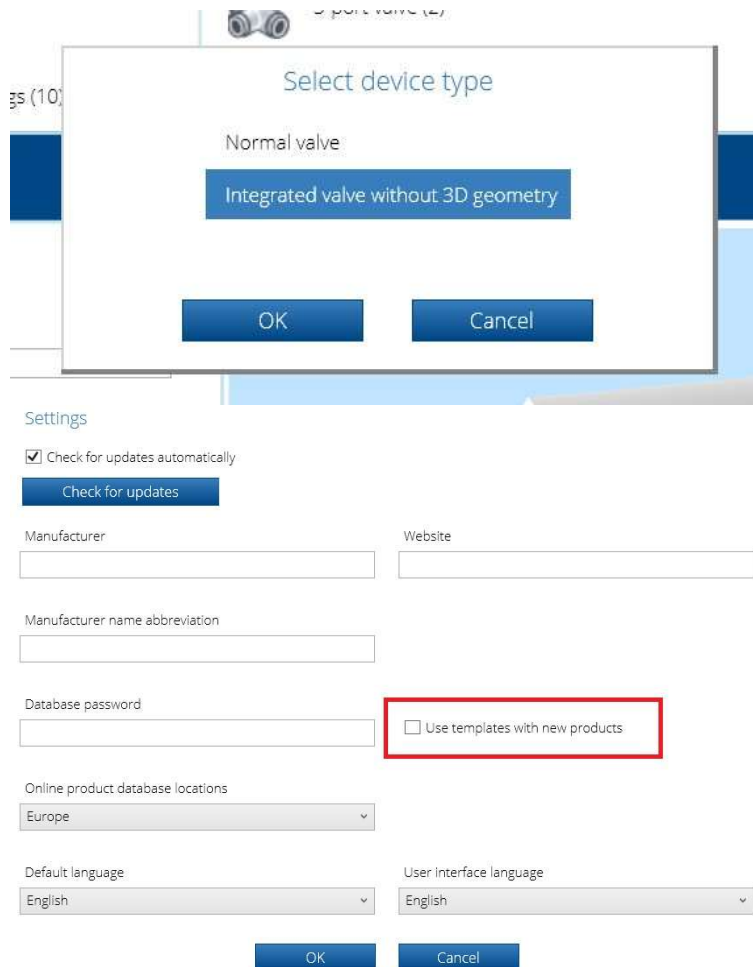 gs (10)
Select device type
Normal valve
Integrated valve without 3D geometry
OK Cancel
Settings
Check for updates automatically
Check for updates
Manufacturer Website
Manufacturer name abbreviation
Database password
Use templates with new products
Online product database locations
Europe
Default language User interface language
English English
OK Cancel